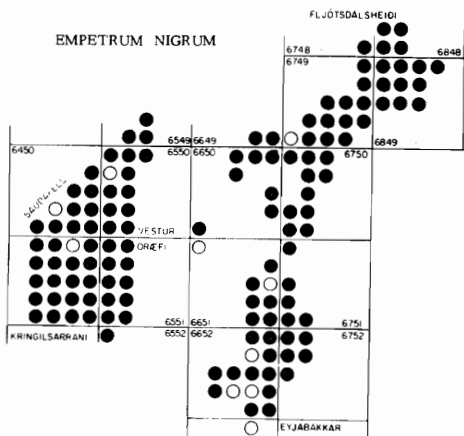 FLJÓTSDALSHEIÐI
EMPETRUM NIGRUM
6748 6848
6749
6549 6649
6450 6550 6650 6750 6849
SAUÐAFELL
VESTUR
ÖRÆFI
6551 6651 6751
KRINGILSÁRRANI 6552 6652 6752
EYJABAKKAR